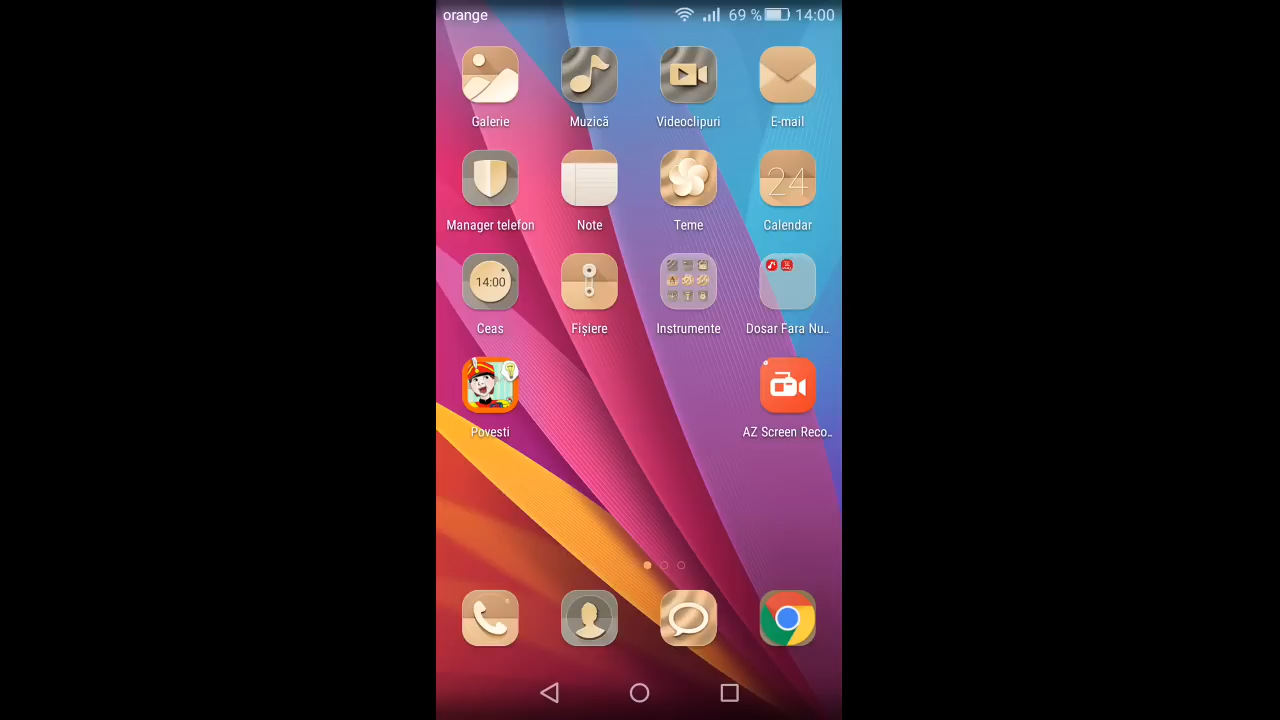 orange 69 % 14:00
Galerie Muzică Videoclipuri E-mail
24
Manager telefon Note Teme Calendar
14:00
Ceas Fișiere Instrumente Dosar Fara Nu..
Povesti AZ Screen Reco..